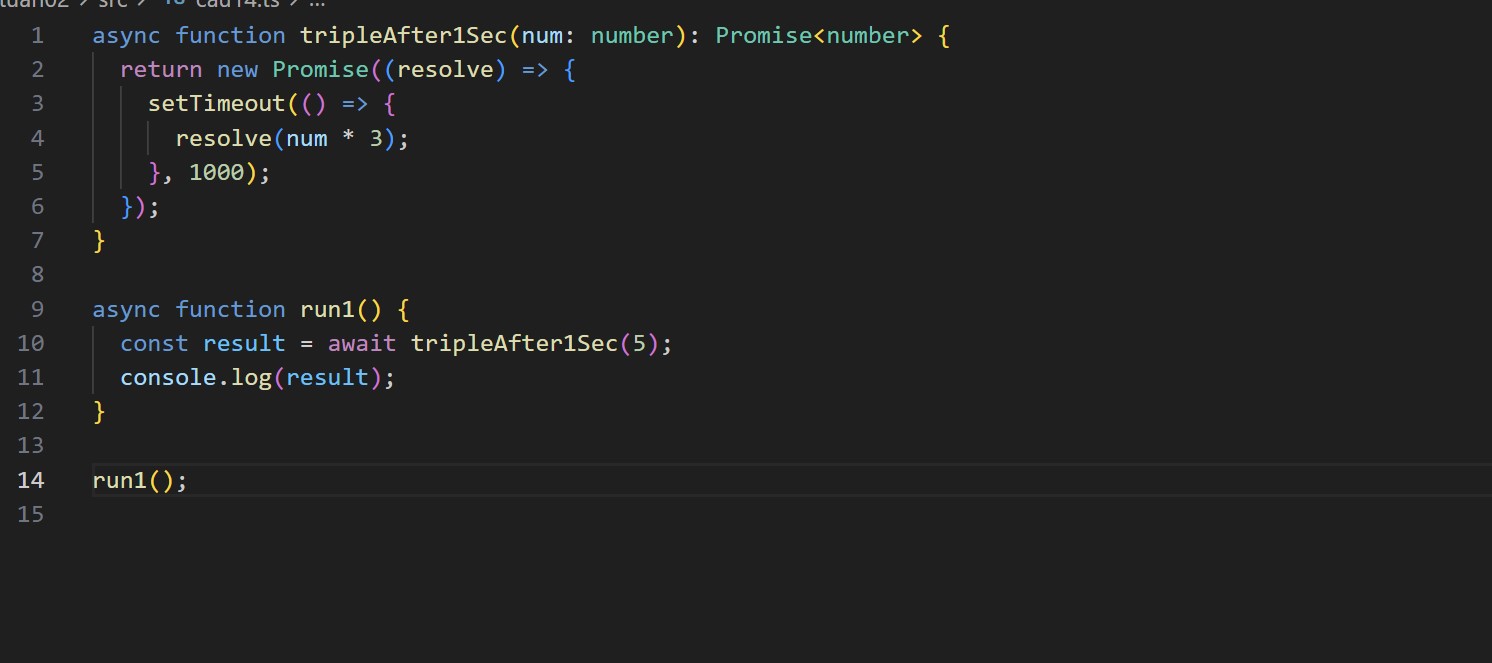 tuan02 > src > TS cau14.ts > ...
1 async function tripleAfter1Sec(num: number): Promise<number> {
2   return new Promise((resolve) => {
3     setTimeout(() => {
4       resolve(num * 3);
5     }, 1000);
6   });
7 }
8
9 async function run1() {
10   const result = await tripleAfter1Sec(5);
11   console.log(result);
12 }
13
14 run1();
15